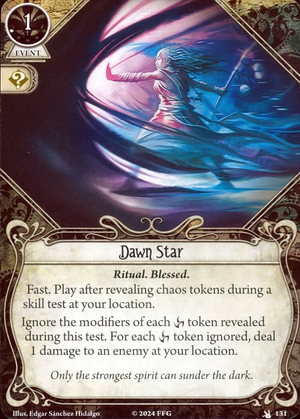 1
EVENT
?
Dawn Star
Ritual. Blessed.
Fast. Play after revealing chaos tokens during a
skill test at your location.
Ignore the modifiers of each token revealed
during this test. For each token ignored, deal
1 damage to an enemy at your location.
Only the strongest spirit can sunder the dark.
Illus. Edgar Sánchez Hidalgo
© 2024 FFG
131